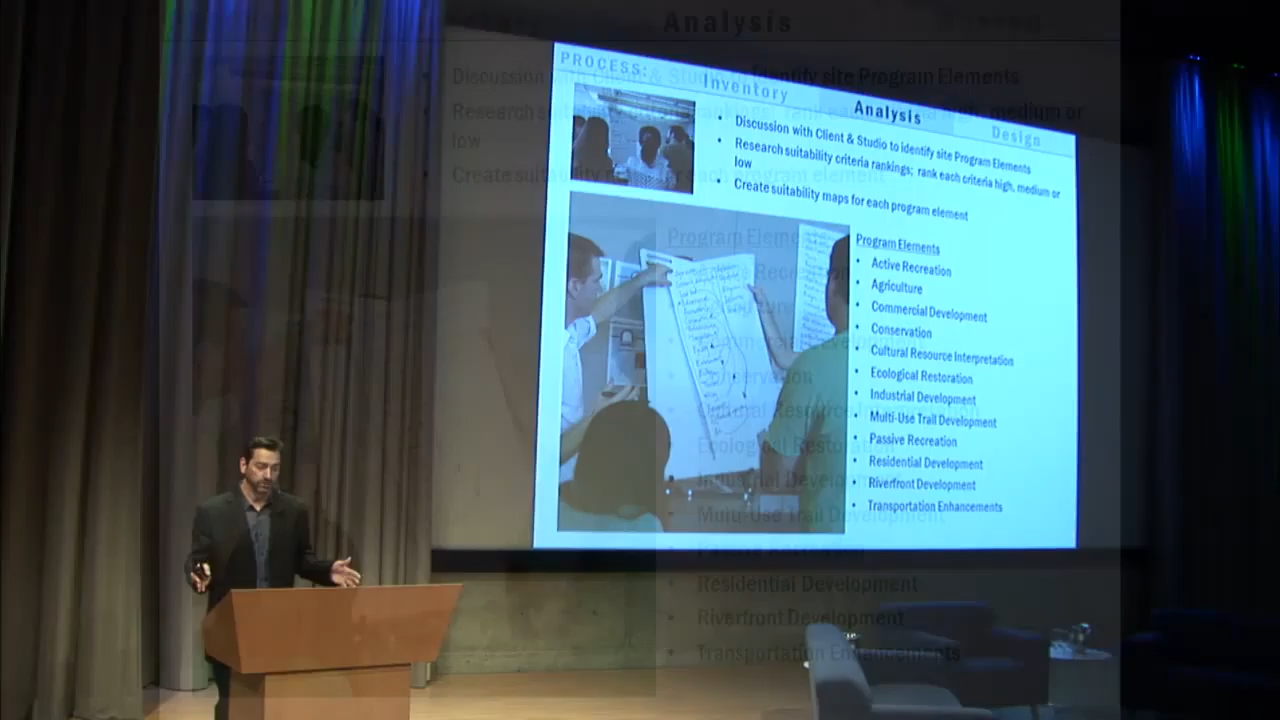 PROCESS:
Inventory
Analysis
Design
• Discussion with Client & Studio to identify site Program Elements
• Research suitability criteria rankings; rank each criteria high, medium or
low
• Create suitability maps for each program element
Program Elements
• Active Recreation
• Agriculture
• Commercial Development
• Conservation
• Cultural Resource Interpretation
• Ecological Restoration
• Industrial Development
• Multi-Use Trail Development
• Passive Recreation
• Residential Development
• Riverfront Development
• Transportation Enhancements